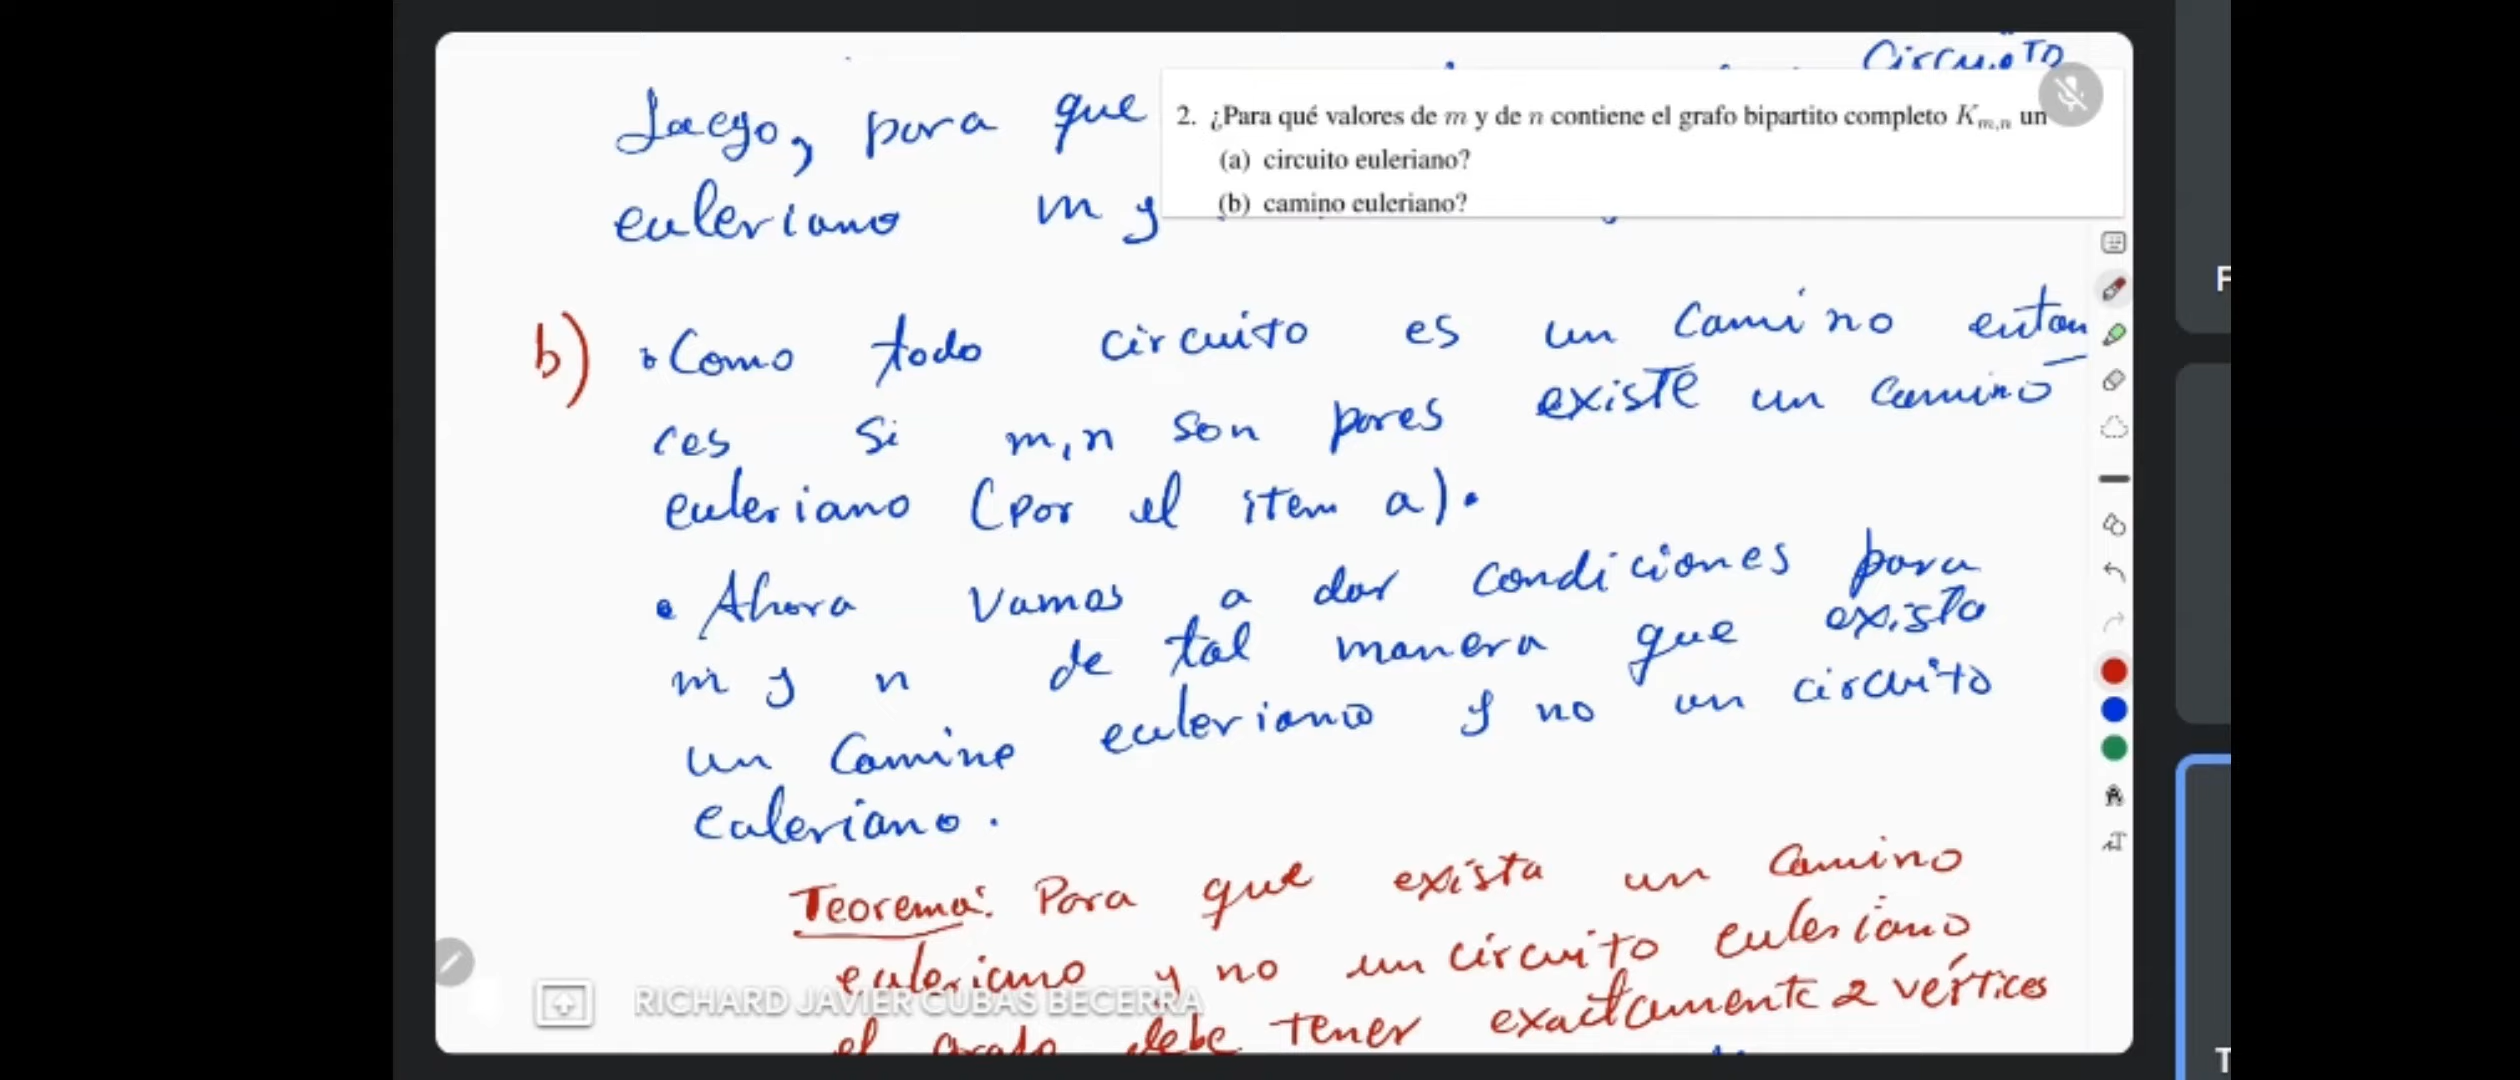 Circuito
Luego, para que
2. ¿Para qué valores de m y de n contiene el grafo bipartito completo K_{m,n} un
(a) circuito euleriano?
euleriano m y
(b) camino euleriano?
b) • Como todo circuito es un camino enton
ces si m,n son pares existe un camino
euleriano (por el item a).
• Ahora vamos a dar condiciones para
m y n de tal manera que exista
un camino euleriano y no un circuito
euleriano.
Teorema: Para que exista un camino
euleriano y no un circuito euleriano
RICHARD JAVIER CUBAS BECERRA
el grafo debe tener exactamente 2 vértices
F
T